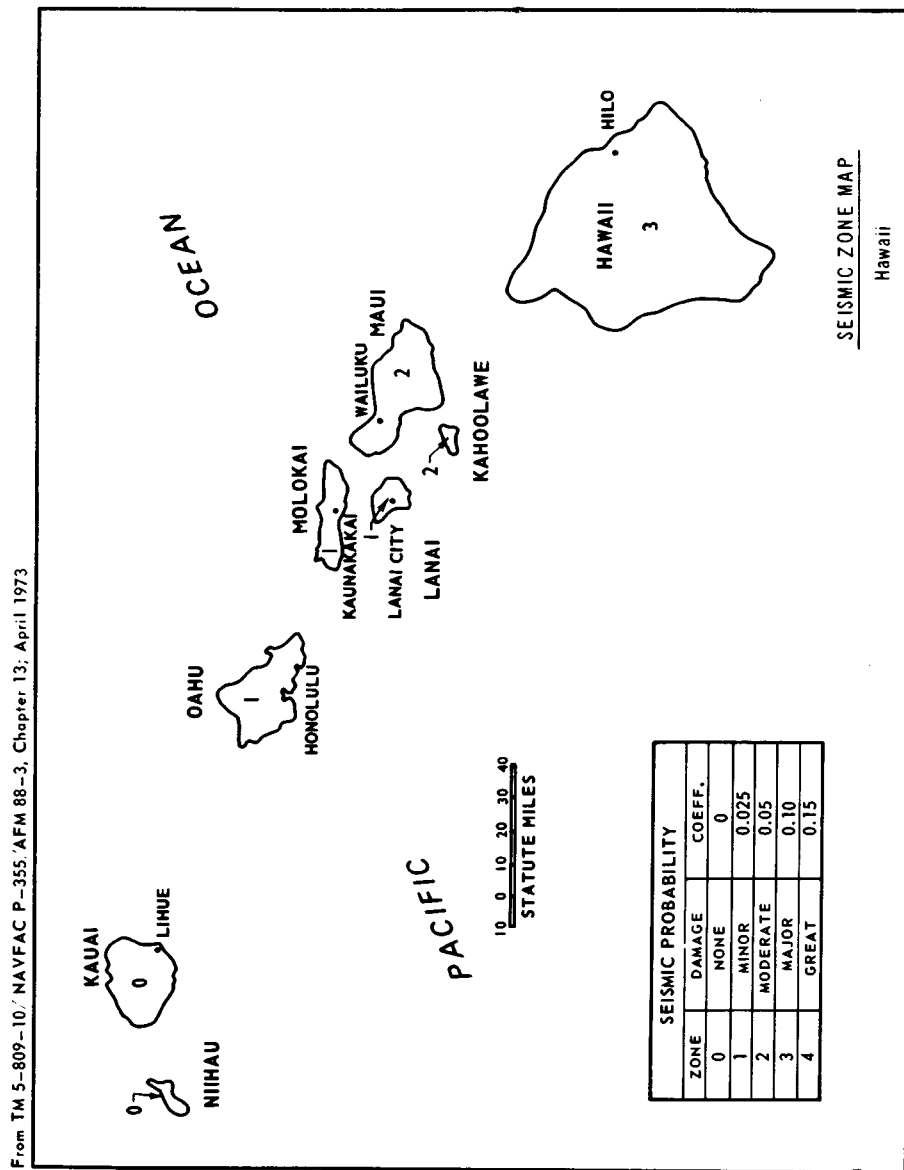 From TM 5-809-10/ NAVFAC P-355/AFM 88-3, Chapter 13; April 1973
OCEAN
KAUAI
0
LIHUE
0
NIIHAU
OAHU
1
HONOLULU
MOLOKAI
1
KAUNAKAKAI
WAILUKU
MAUI
2
1
LANAI CITY
LANAI
2
KAHOOLAWE
HAWAII
3
HILO
PACIFIC
10 0 10 20 30 40
STATUTE MILES
SEISMIC PROBABILITY
ZONE DAMAGE COEFF.
0 NONE 0
1 MINOR 0.025
2 MODERATE 0.05
3 MAJOR 0.10
4 GREAT 0.15
SEISMIC ZONE MAP
Hawaii